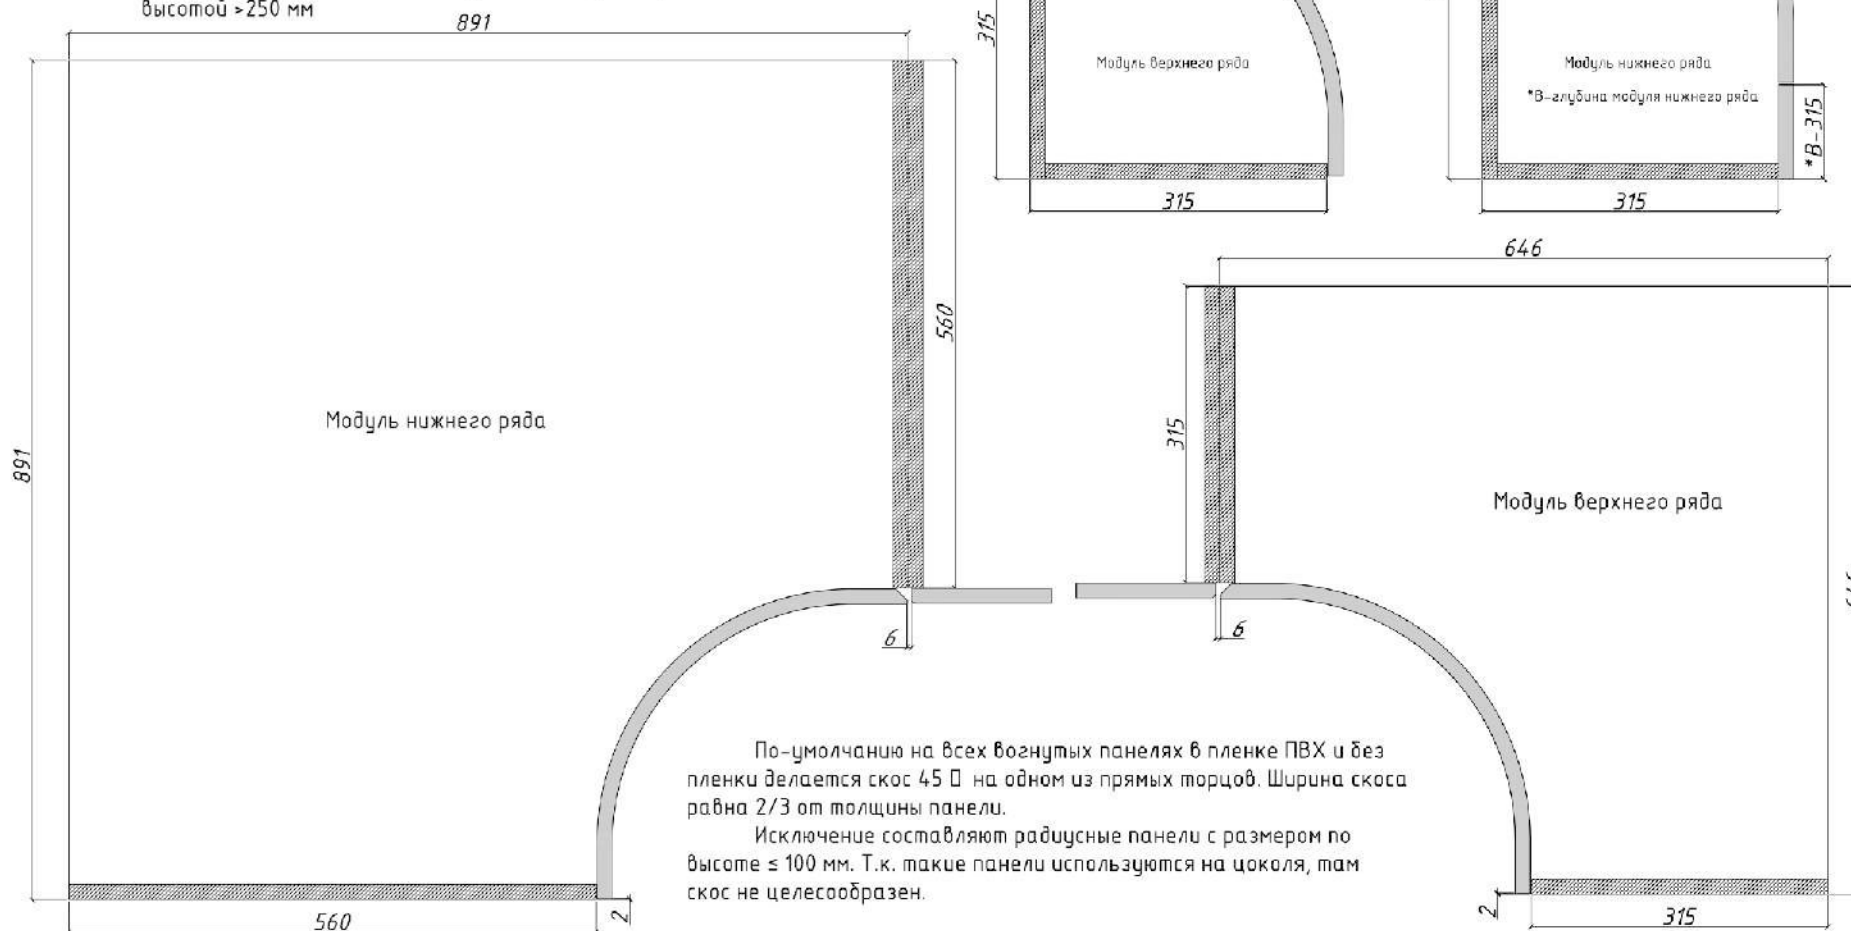 высотой >250 мм
891
315
Модуль верхнего ряда
315
Модуль нижнего ряда
*В-глубина модуля нижнего ряда
*В-315
315
891
Модуль нижнего ряда
560
6
560
2
646
315
Модуль верхнего ряда
6
2
315
По-умолчанию на всех вогнутых панелях в пленке ПВХ и без
пленки делается скос 45 □ на одном из прямых торцов. Ширина скоса
равна 2/3 от толщины панели.
Исключение составляют радиусные панели с размером по
высоте ≤ 100 мм. Т.к. такие панели используются на цоколя, там
скос не целесообразен.